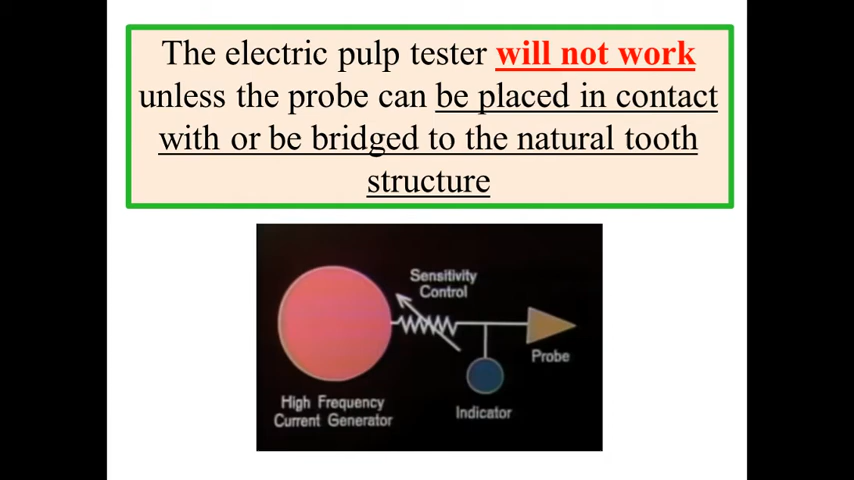 The electric pulp tester will not work
unless the probe can be placed in contact
with or be bridged to the natural tooth
structure
Sensitivity
Control
Probe
High Frequency
Current Generator
Indicator